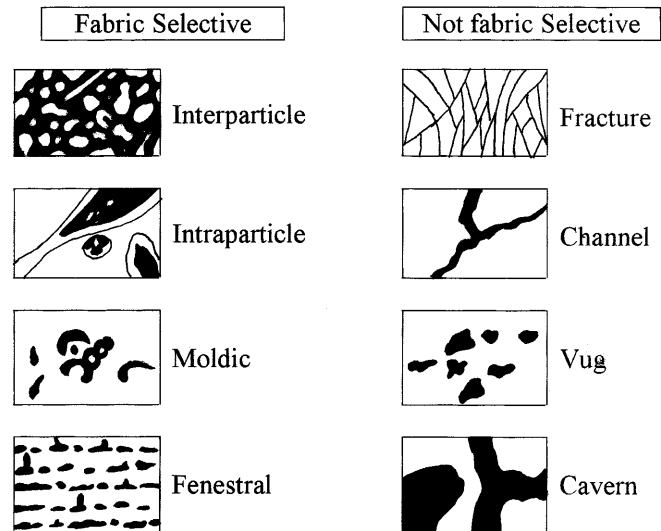 Fabric Selective
Interparticle
Intraparticle
Moldic
Fenestral
Not fabric Selective
Fracture
Channel
Vug
Cavern